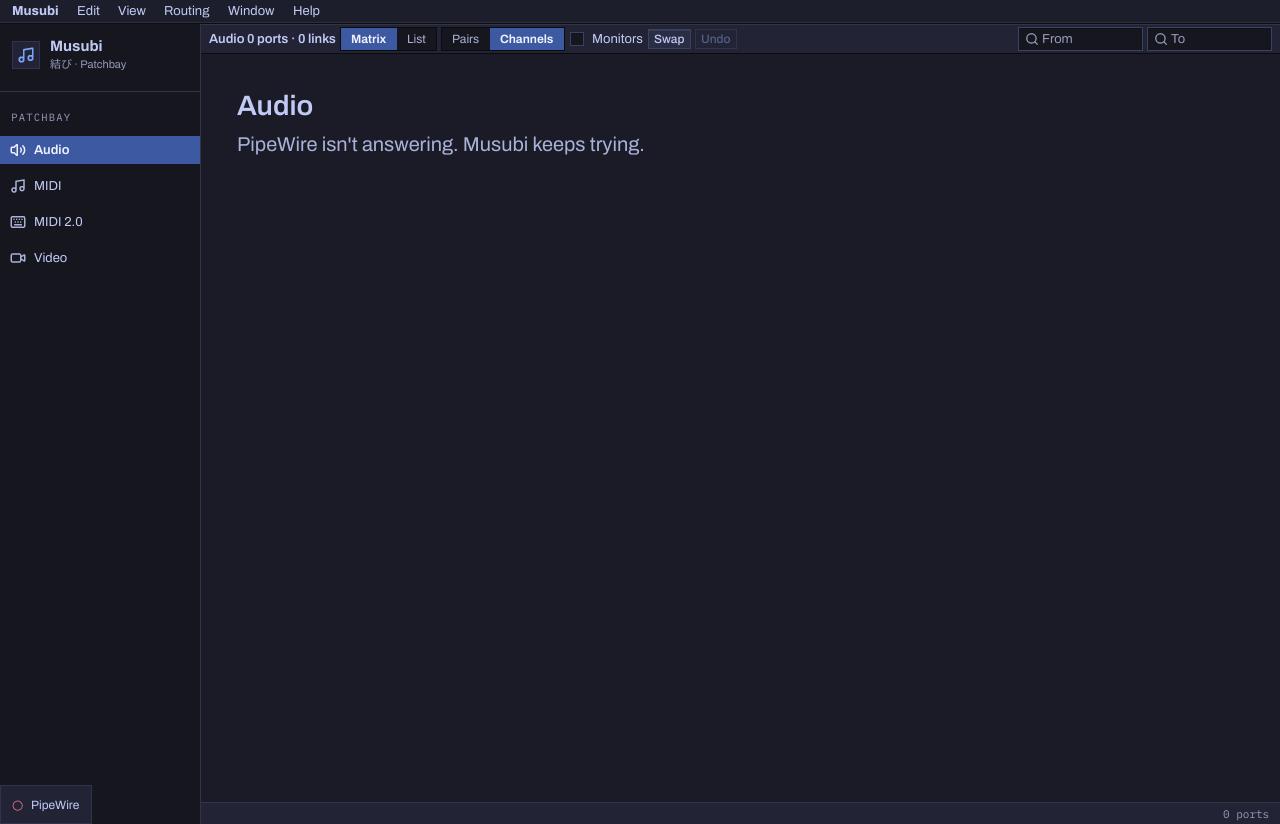 Musubi Edit View Routing Window Help
Musubi
結び · Patchbay
Audio 0 ports · 0 links Matrix List Pairs Channels Monitors Swap Undo From To
PATCHBAY
Audio
MIDI
MIDI 2.0
Video
Audio
PipeWire isn't answering. Musubi keeps trying.
PipeWire
0 ports